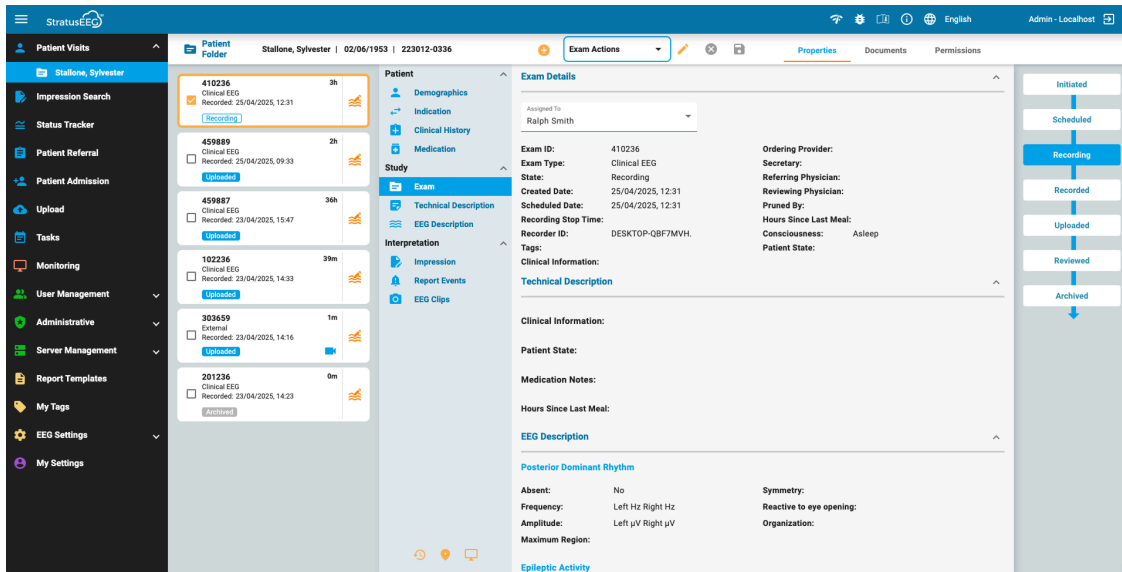 StratusEEG
English
Admin - Localhost
Patient Visits
Stallone, Sylvester
Impression Search
Status Tracker
Patient Referral
Patient Admission
Upload
Tasks
Monitoring
User Management
Administrative
Server Management
Report Templates
My Tags
EEG Settings
My Settings
Patient
Folder
Stallone, Sylvester | 02/06/1953 | 223012-0336
Exam Actions
Properties
Documents
Permissions
410236 3h
Clinical EEG
Recorded: 25/04/2025, 12:31
Recording
459889 2h
Clinical EEG
Recorded: 25/04/2025, 09:33
Uploaded
459887 36h
Clinical EEG
Recorded: 23/04/2025, 15:47
Uploaded
102236 39m
Clinical EEG
Recorded: 23/04/2025, 14:33
Uploaded
303659 1m
External
Recorded: 23/04/2025, 14:16
Uploaded
201236 0m
Clinical EEG
Recorded: 23/04/2025, 14:23
Archived
Patient
Demographics
Indication
Clinical History
Medication
Study
Exam
Technical Description
EEG Description
Interpretation
Impression
Report Events
EEG Clips
Exam Details
Assigned To
Ralph Smith
Exam ID: 410236 Ordering Provider:
Exam Type: Clinical EEG Secretary:
State: Recording Referring Physician:
Created Date: 25/04/2025, 12:31 Reviewing Physician:
Scheduled Date: 25/04/2025, 12:31 Pruned By:
Recording Stop Time: Hours Since Last Meal:
Recorder ID: DESKTOP-QBF7MVH. Consciousness: Asleep
Tags: Patient State:
Clinical Information:
Technical Description
Clinical Information:
Patient State:
Medication Notes:
Hours Since Last Meal:
EEG Description
Posterior Dominant Rhythm
Absent: No Symmetry:
Frequency: Left Hz Right Hz Reactive to eye opening:
Amplitude: Left µV Right µV Organization:
Maximum Region:
Epileptic Activity
Initiated
Scheduled
Recording
Recorded
Uploaded
Reviewed
Archived